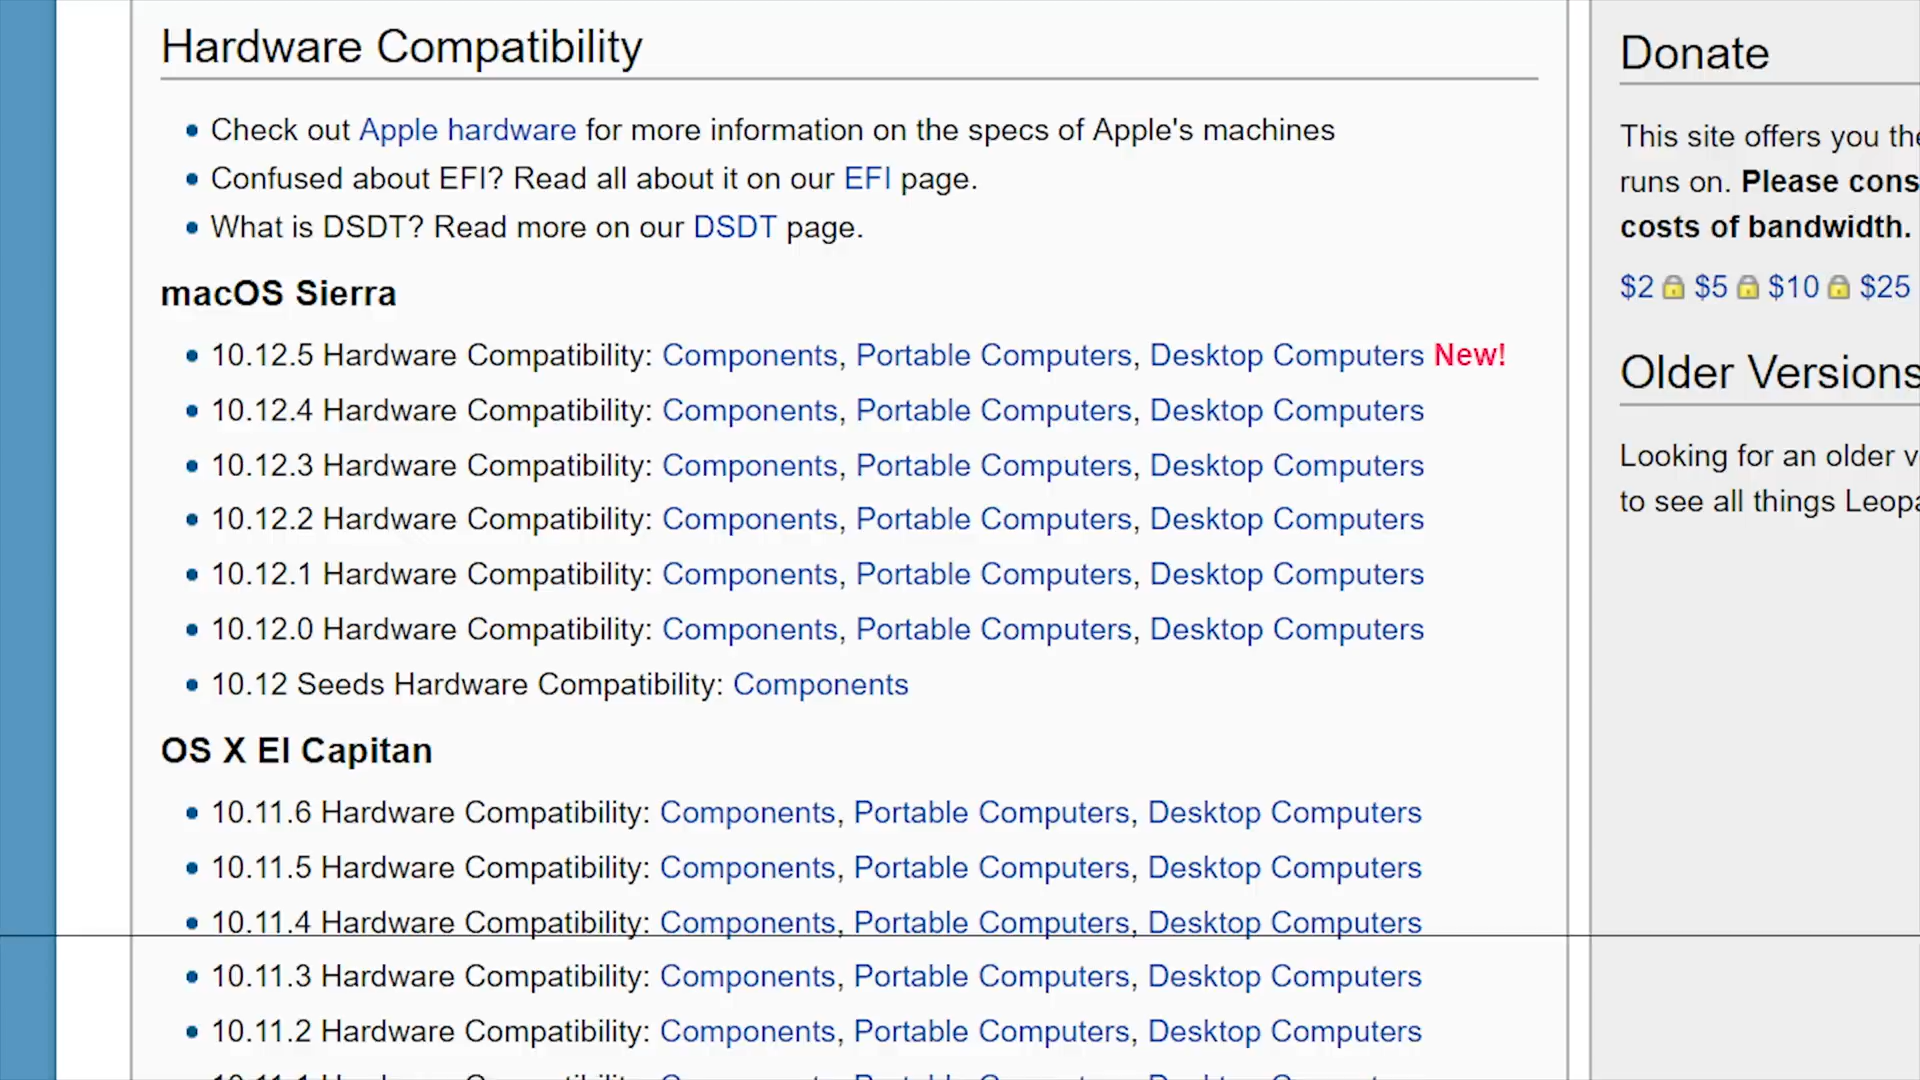 Hardware Compatibility
Check out Apple hardware for more information on the specs of Apple's machines
Confused about EFI? Read all about it on our EFI page.
What is DSDT? Read more on our DSDT page.
macOS Sierra
10.12.5 Hardware Compatibility: Components, Portable Computers, Desktop Computers New!
10.12.4 Hardware Compatibility: Components, Portable Computers, Desktop Computers
10.12.3 Hardware Compatibility: Components, Portable Computers, Desktop Computers
10.12.2 Hardware Compatibility: Components, Portable Computers, Desktop Computers
10.12.1 Hardware Compatibility: Components, Portable Computers, Desktop Computers
10.12.0 Hardware Compatibility: Components, Portable Computers, Desktop Computers
10.12 Seeds Hardware Compatibility: Components
OS X El Capitan
10.11.6 Hardware Compatibility: Components, Portable Computers, Desktop Computers
10.11.5 Hardware Compatibility: Components, Portable Computers, Desktop Computers
10.11.4 Hardware Compatibility: Components, Portable Computers, Desktop Computers
10.11.3 Hardware Compatibility: Components, Portable Computers, Desktop Computers
10.11.2 Hardware Compatibility: Components, Portable Computers, Desktop Computers
Donate
This site offers you
runs on. Please
costs of bandwidth.
$2 $5 $10 $25
Older Versions
Looking for an older
to see all things